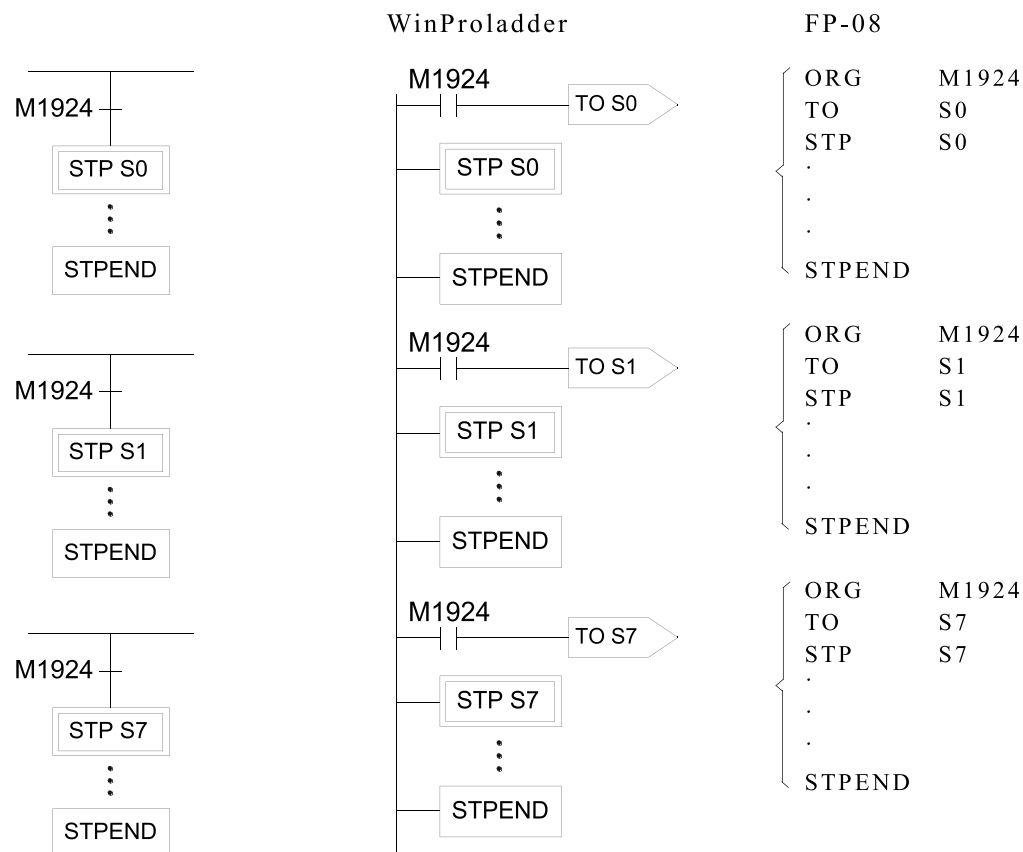 WinProladder
FP-08
M1924
STP S0
STPEND
M1924
TO S0
STP S0
STPEND
ORG M1924
TO S0
STP S0
.
.
.
STPEND
M1924
STP S1
STPEND
M1924
TO S1
STP S1
STPEND
ORG M1924
TO S1
STP S1
.
.
.
STPEND
M1924
STP S7
STPEND
M1924
TO S7
STP S7
STPEND
ORG M1924
TO S7
STP S7
.
.
.
STPEND